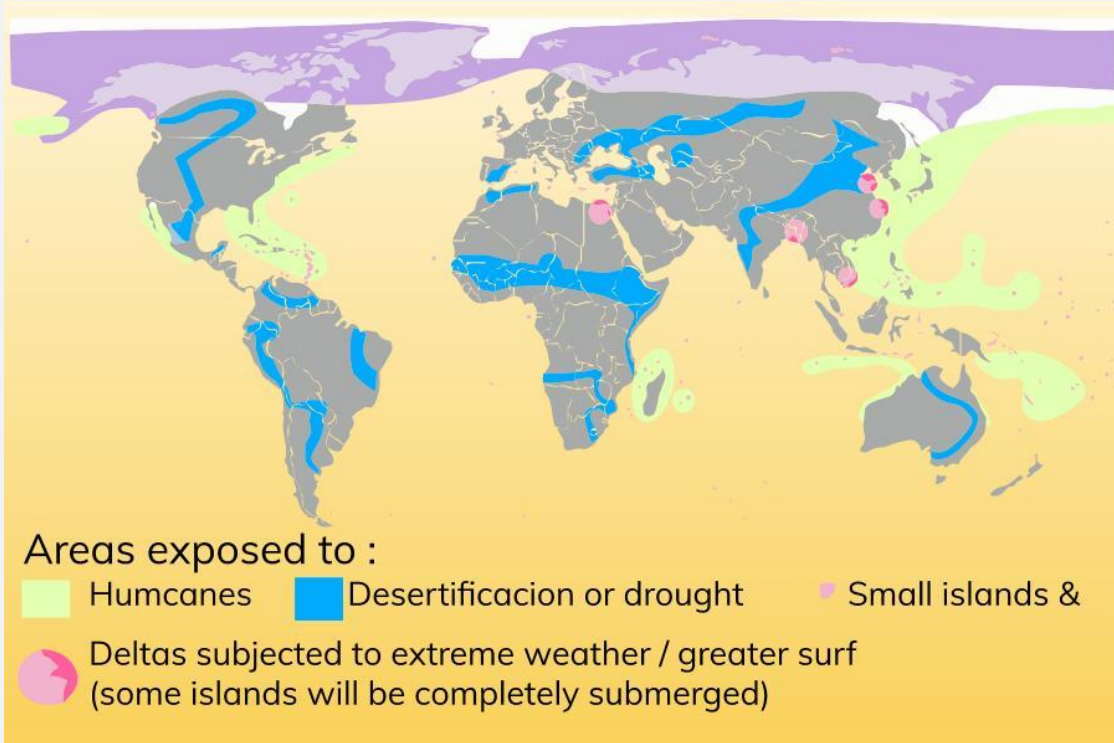 Areas exposed to :
Humcanes Desertificacion or drought Small islands &
Deltas subjected to extreme weather / greater surf
(some islands will be completely submerged)